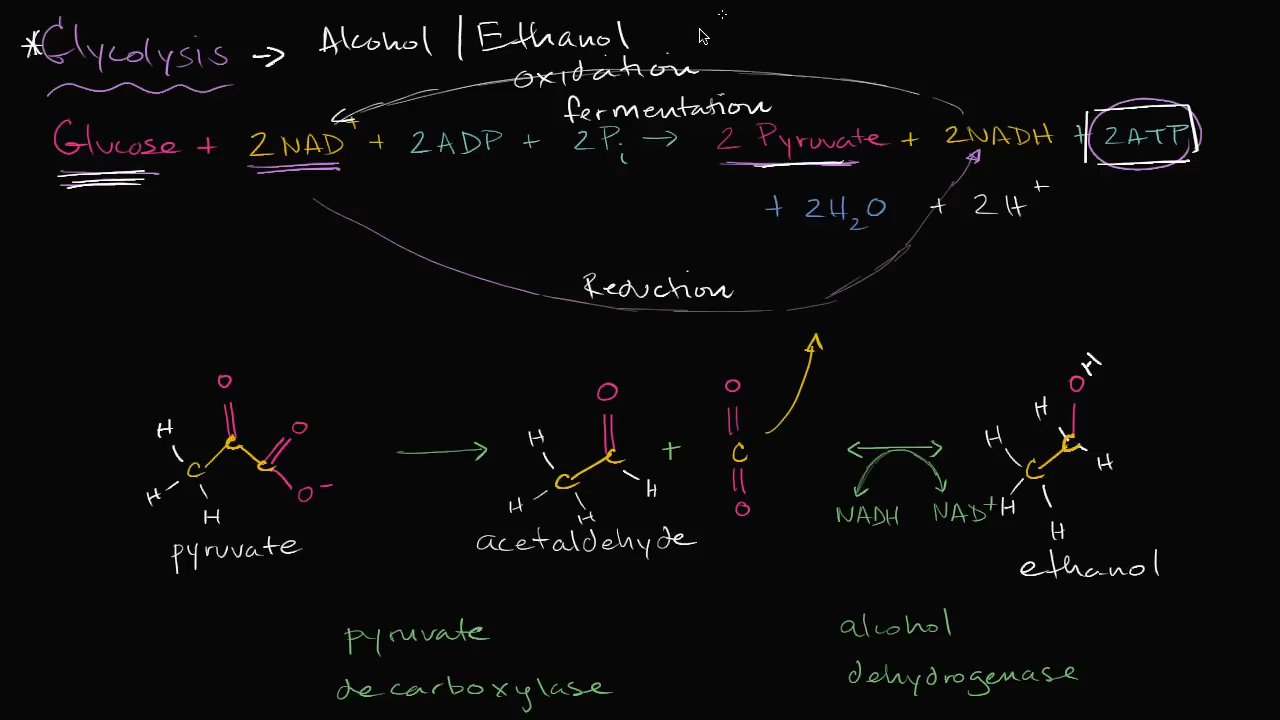 *Glycolysis → Alcohol | Ethanol
oxidation
fermentation
Glucose + 2NAD⁺ + 2ADP + 2Pᵢ → 2 Pyruvate + 2NADH + 2ATP
+ 2H₂O + 2H⁺
Reduction
O
H C C O
H H O −
pyruvate
→
O
H C H
H H
acetaldehyde
+
O
C
O
NADH NAD⁺
OH
H
H C H
H H
ethanol
pyruvate
decarboxylase
alcohol
dehydrogenase